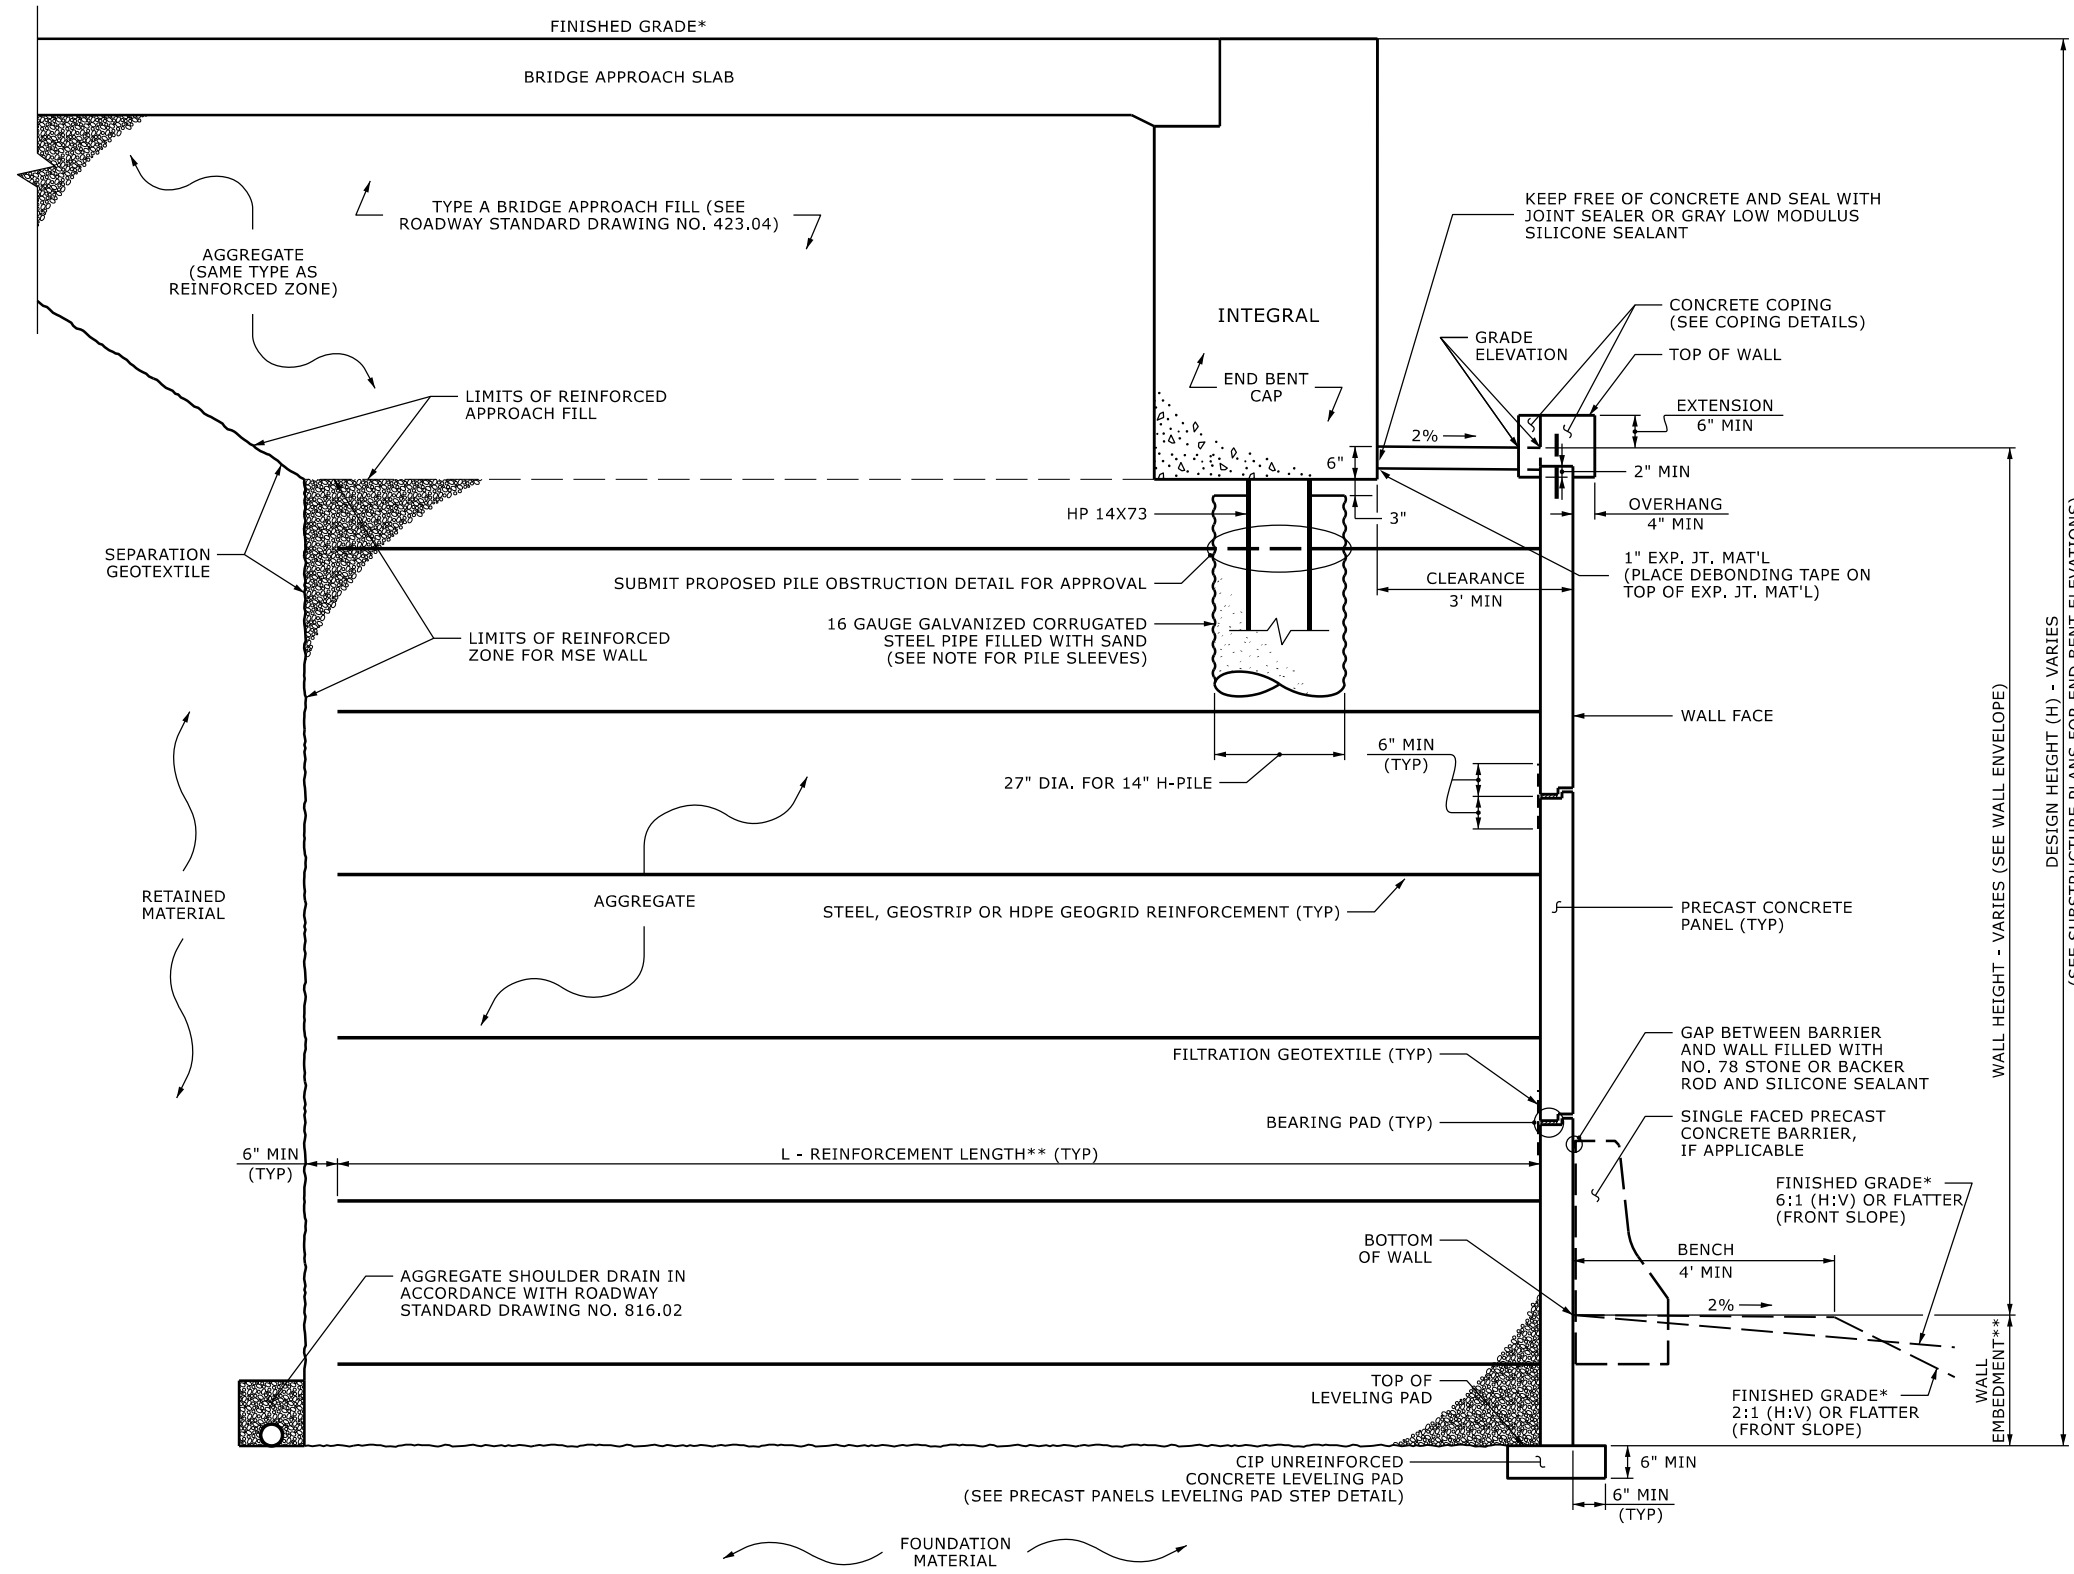 FINISHED GRADE*
BRIDGE APPROACH SLAB
TYPE A BRIDGE APPROACH FILL (SEE
ROADWAY STANDARD DRAWING NO. 423.04)
AGGREGATE
(SAME TYPE AS
REINFORCED ZONE)
KEEP FREE OF CONCRETE AND SEAL WITH
JOINT SEALER OR GRAY LOW MODULUS
SILICONE SEALANT
INTEGRAL
END BENT
CAP
GRADE
ELEVATION
CONCRETE COPING
(SEE COPING DETAILS)
TOP OF WALL
EXTENSION
6" MIN
LIMITS OF REINFORCED
APPROACH FILL
2%
6"
2" MIN
OVERHANG
4" MIN
HP 14X73
3"
SEPARATION
GEOTEXTILE
SUBMIT PROPOSED PILE OBSTRUCTION DETAIL FOR APPROVAL
CLEARANCE
3' MIN
1" EXP. JT. MAT'L
(PLACE DEBONDING TAPE ON
TOP OF EXP. JT. MAT'L)
16 GAUGE GALVANIZED CORRUGATED
STEEL PIPE FILLED WITH SAND
(SEE NOTE FOR PILE SLEEVES)
LIMITS OF REINFORCED
ZONE FOR MSE WALL
WALL FACE
6" MIN
(TYP)
27" DIA. FOR 14" H-PILE
RETAINED
MATERIAL
AGGREGATE
STEEL, GEOSTRIP OR HDPE GEOGRID REINFORCEMENT (TYP)
PRECAST CONCRETE
PANEL (TYP)
WALL HEIGHT - VARIES (SEE WALL ENVELOPE)
DESIGN HEIGHT (H) - VARIES
(SEE SUBSTRUCTURE PLANS FOR END BENT ELEVATIONS)
FILTRATION GEOTEXTILE (TYP)
GAP BETWEEN BARRIER
AND WALL FILLED WITH
NO. 78 STONE OR BACKER
ROD AND SILICONE SEALANT
BEARING PAD (TYP)
SINGLE FACED PRECAST
CONCRETE BARRIER,
IF APPLICABLE
6" MIN
(TYP)
L - REINFORCEMENT LENGTH** (TYP)
FINISHED GRADE*
6:1 (H:V) OR FLATTER
(FRONT SLOPE)
BOTTOM
OF WALL
BENCH
4' MIN
2%
AGGREGATE SHOULDER DRAIN IN
ACCORDANCE WITH ROADWAY
STANDARD DRAWING NO. 816.02
WALL
EMBEDMENT**
TOP OF
LEVELING PAD
FINISHED GRADE*
2:1 (H:V) OR FLATTER
(FRONT SLOPE)
CIP UNREINFORCED
CONCRETE LEVELING PAD
(SEE PRECAST PANELS LEVELING PAD STEP DETAIL)
6" MIN
6" MIN
(TYP)
FOUNDATION
MATERIAL